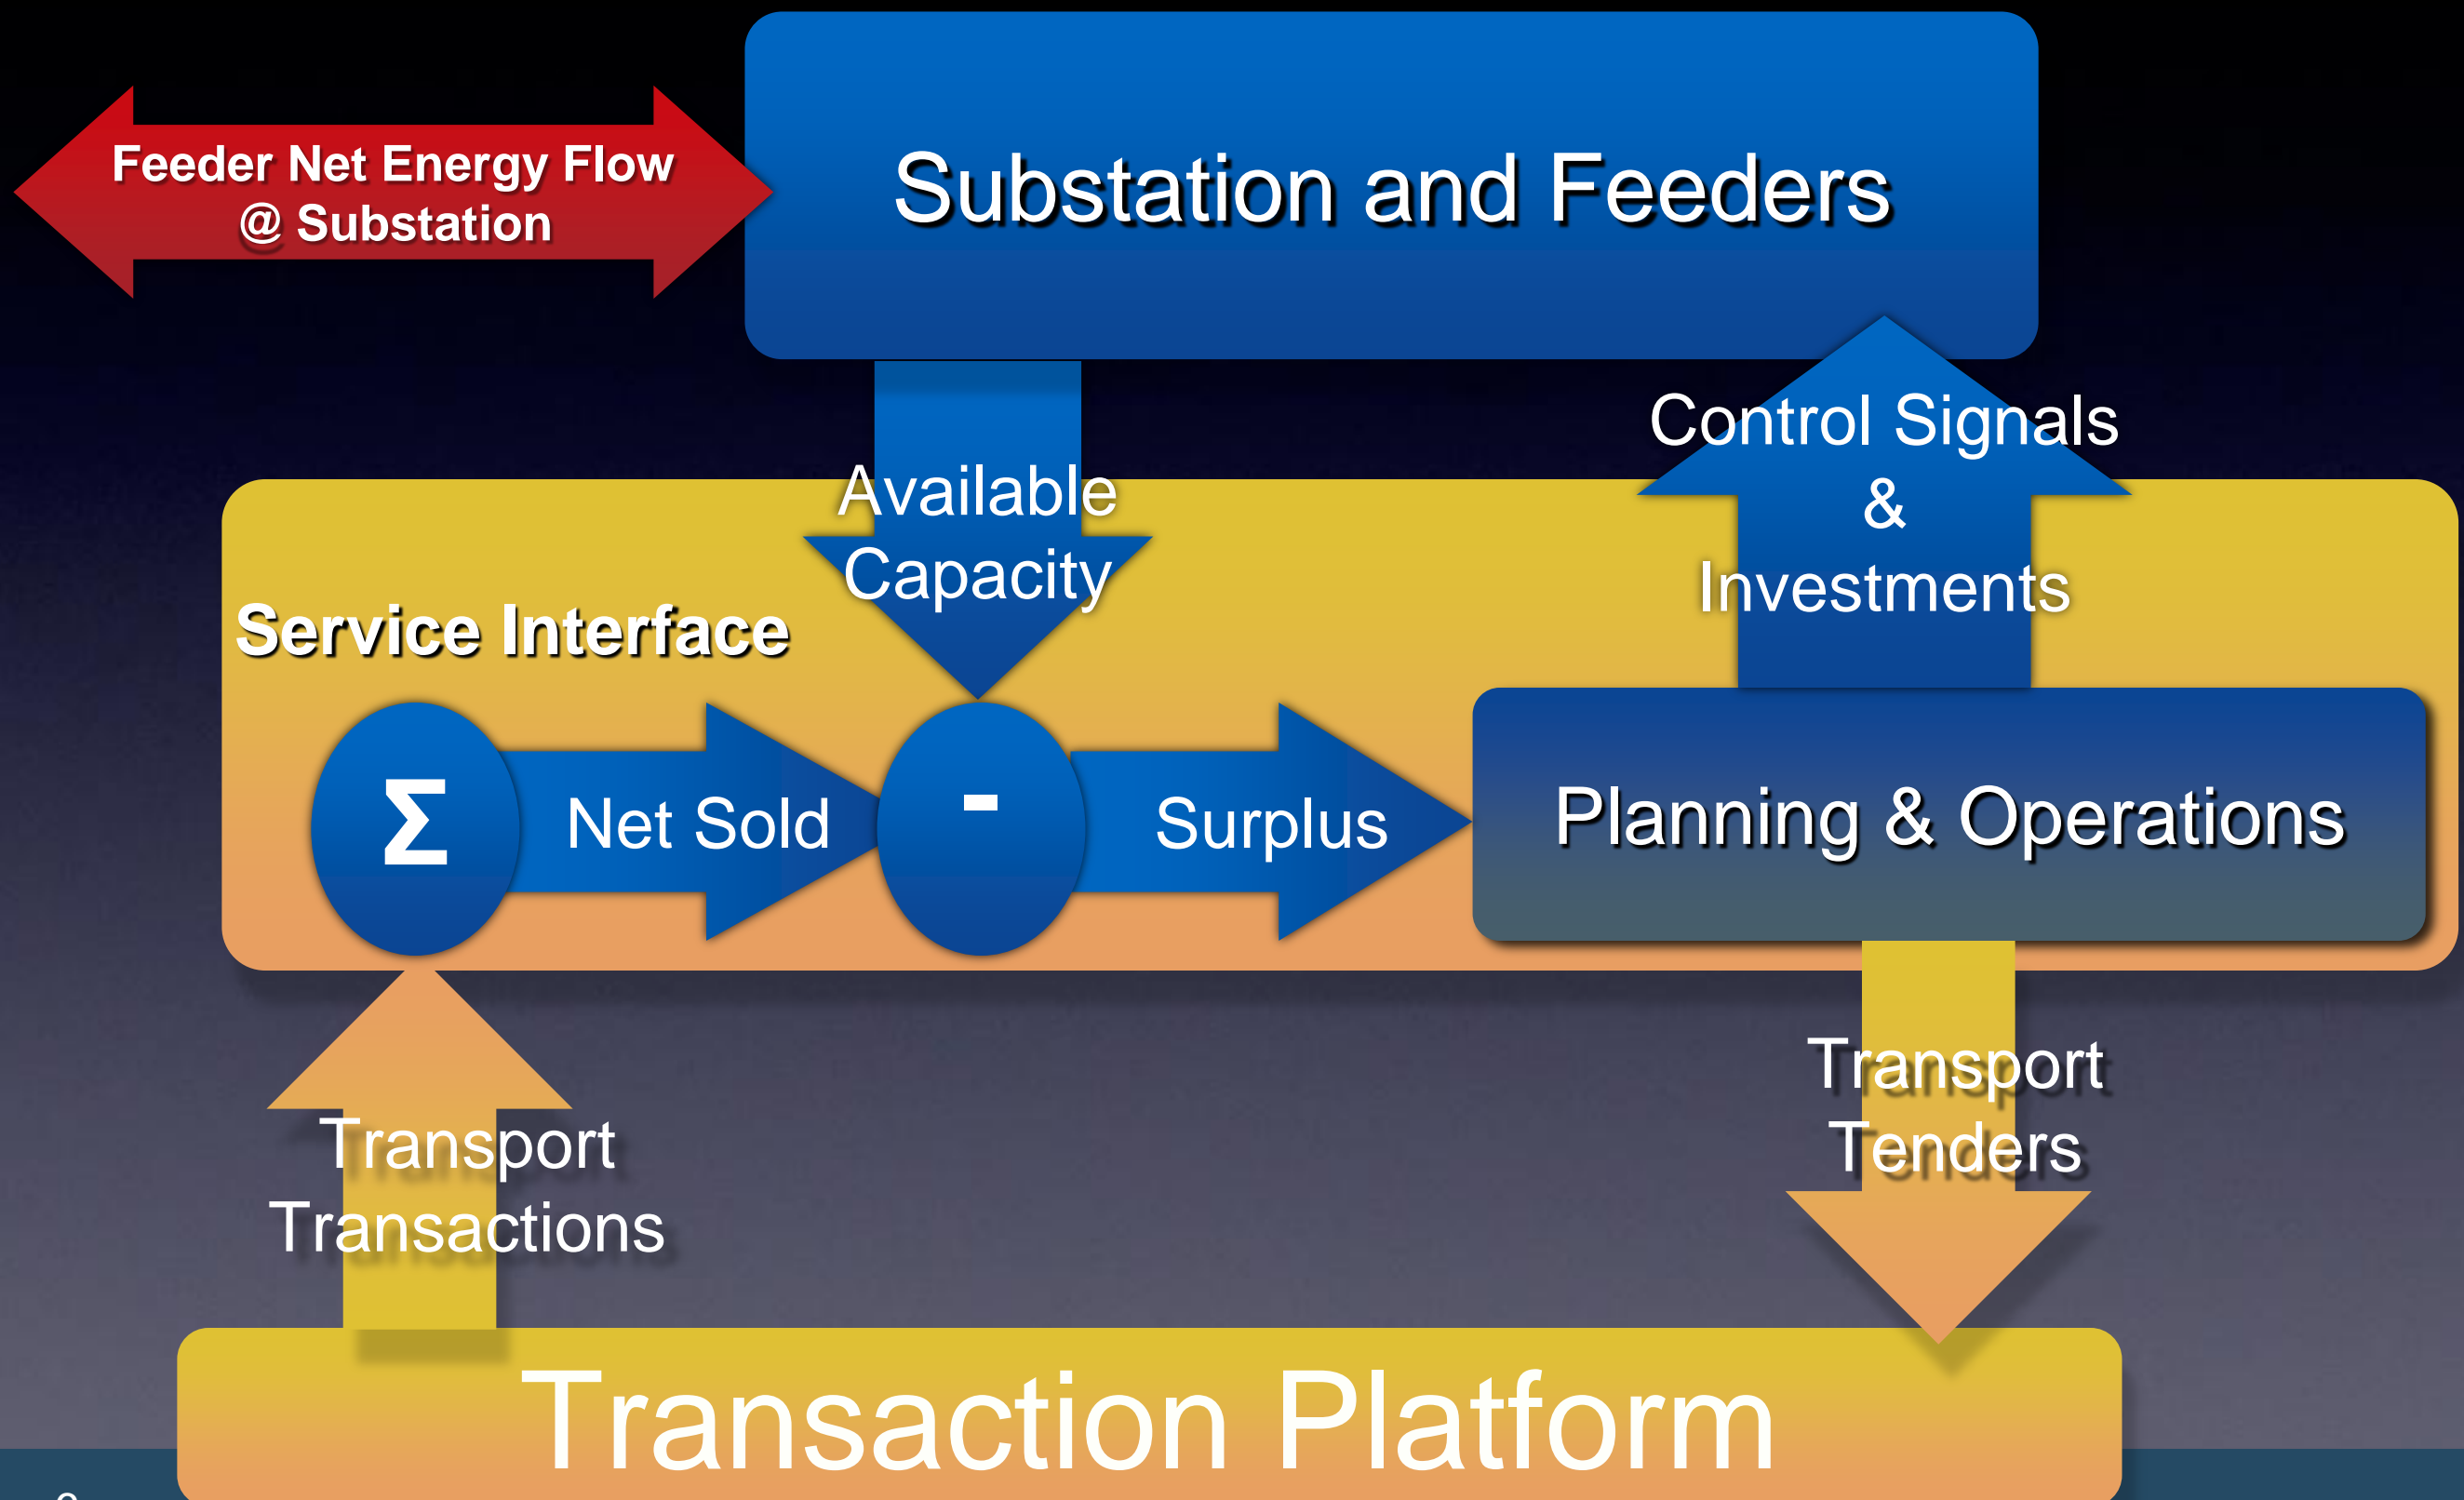 Feeder Net Energy Flow
@ Substation
Substation and Feeders
Available
Capacity
Control Signals
&
Investments
Service Interface
Σ
Net Sold
-
Surplus
Planning & Operations
Transport
Transactions
Transport
Tenders
Transaction Platform